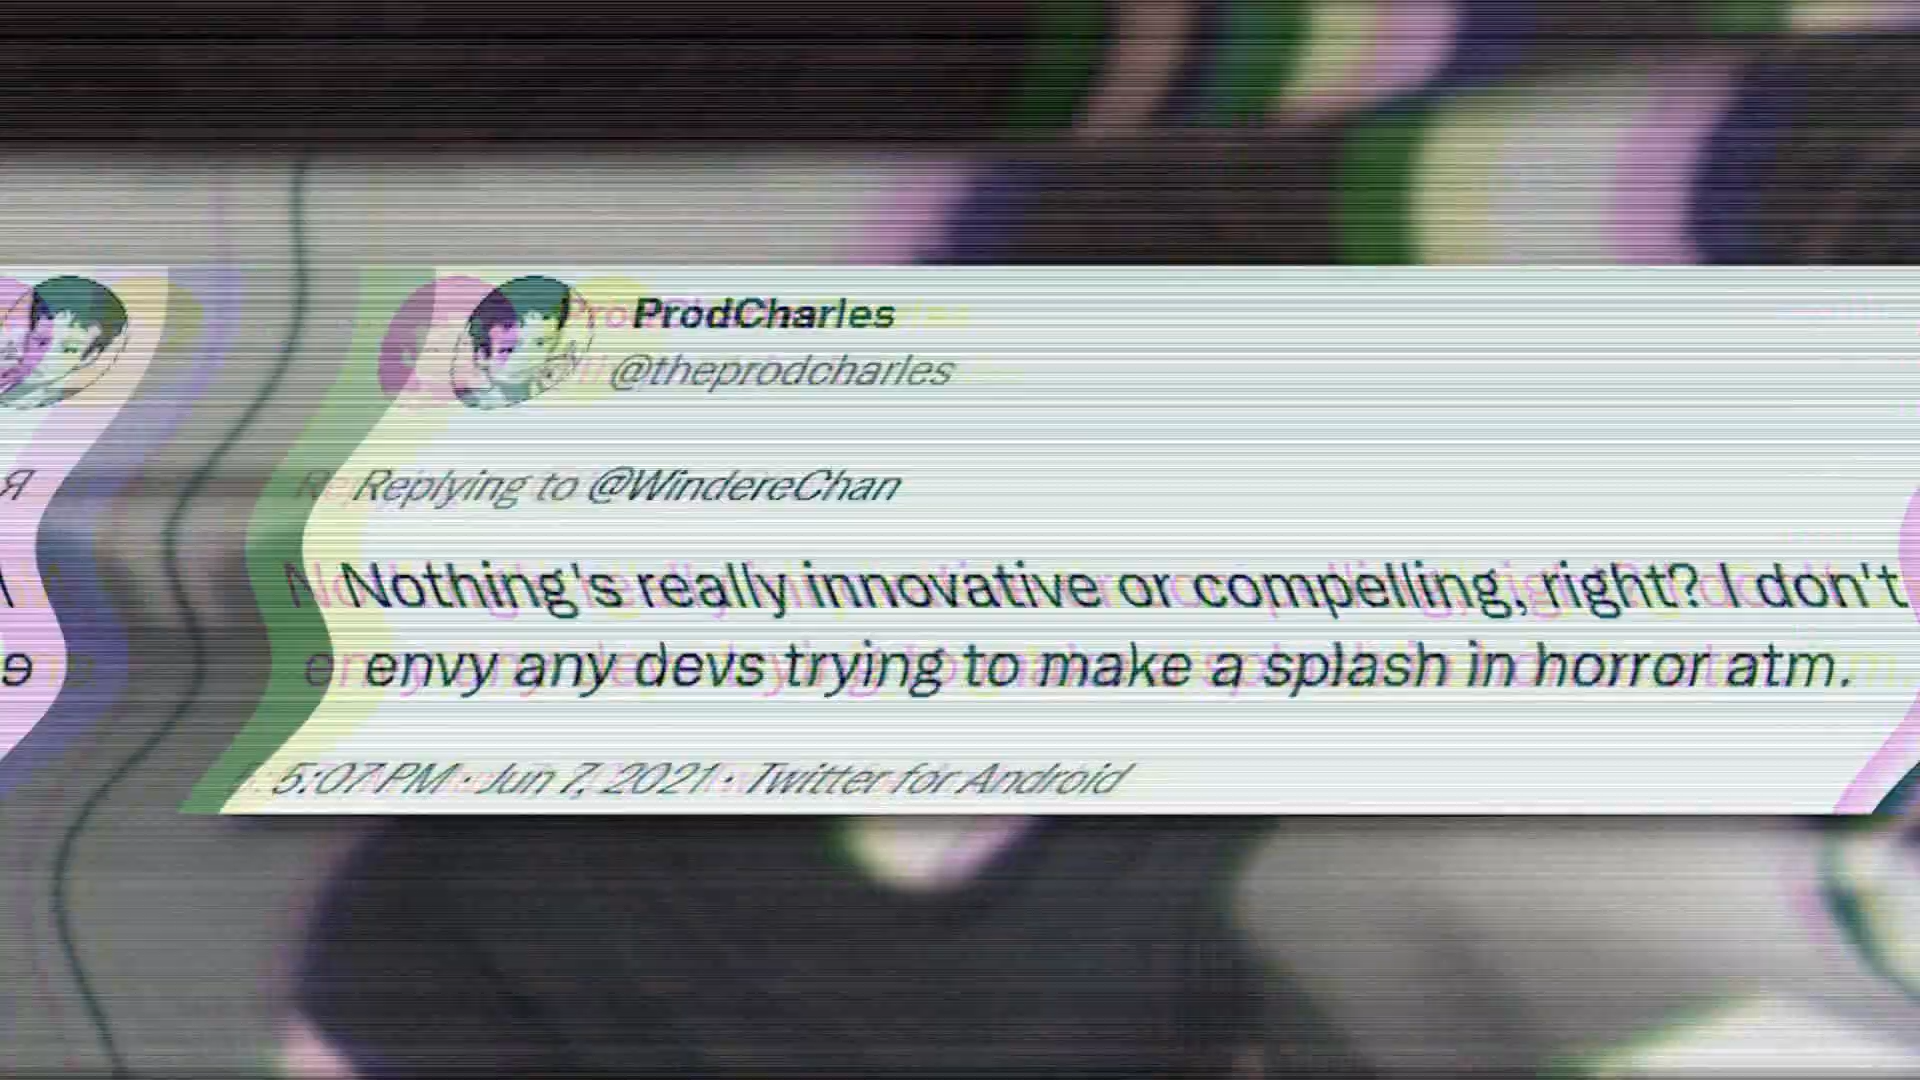 ProdCharles
@theprodcharles
Replying to @WindereChan
Nothing's really innovative or compelling, right? I don't
envy any devs trying to make a splash in horror atm.
5:07 PM · Jun 7, 2021 · Twitter for Android